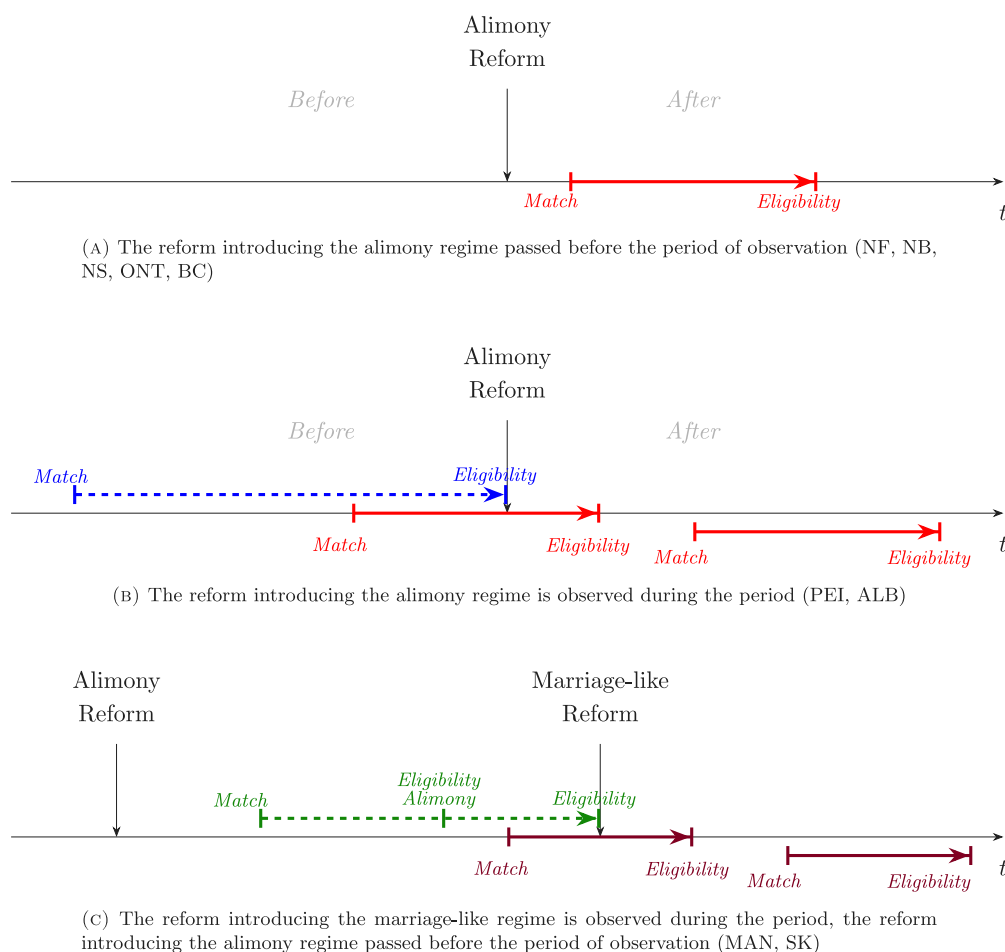 Alimony
Reform
Before
After
Match
Eligibility
t
(A) The reform introducing the alimony regime passed before the period of observation (NF, NB,
NS, ONT, BC)
Alimony
Reform
Before
After
Match
Eligibility
Match
Eligibility
Match
Eligibility
t
(B) The reform introducing the alimony regime is observed during the period (PEI, ALB)
Alimony
Reform
Marriage-like
Reform
Match
Eligibility
Alimony
Eligibility
Match
Eligibility
Match
Eligibility
t
(C) The reform introducing the marriage-like regime is observed during the period, the reform
introducing the alimony regime passed before the period of observation (MAN, SK)